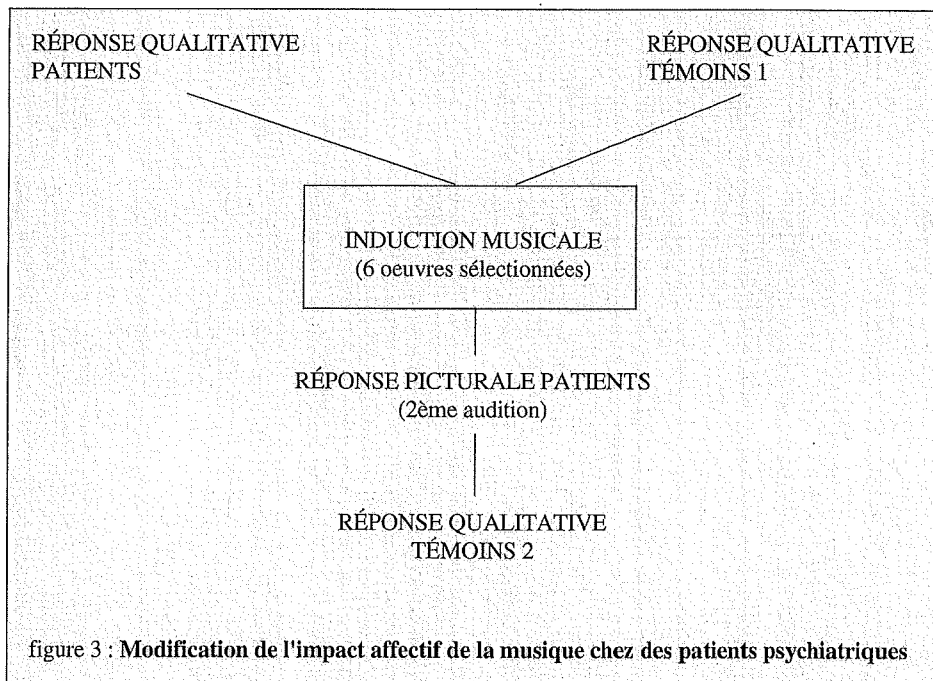 RÉPONSE QUALITATIVE
PATIENTS
RÉPONSE QUALITATIVE
TÉMOINS 1
INDUCTION MUSICALE
(6 oeuvres sélectionnées)
RÉPONSE PICTURALE PATIENTS
(2ème audition)
RÉPONSE QUALITATIVE
TÉMOINS 2
figure 3 : Modification de l'impact affectif de la musique chez des patients psychiatriques